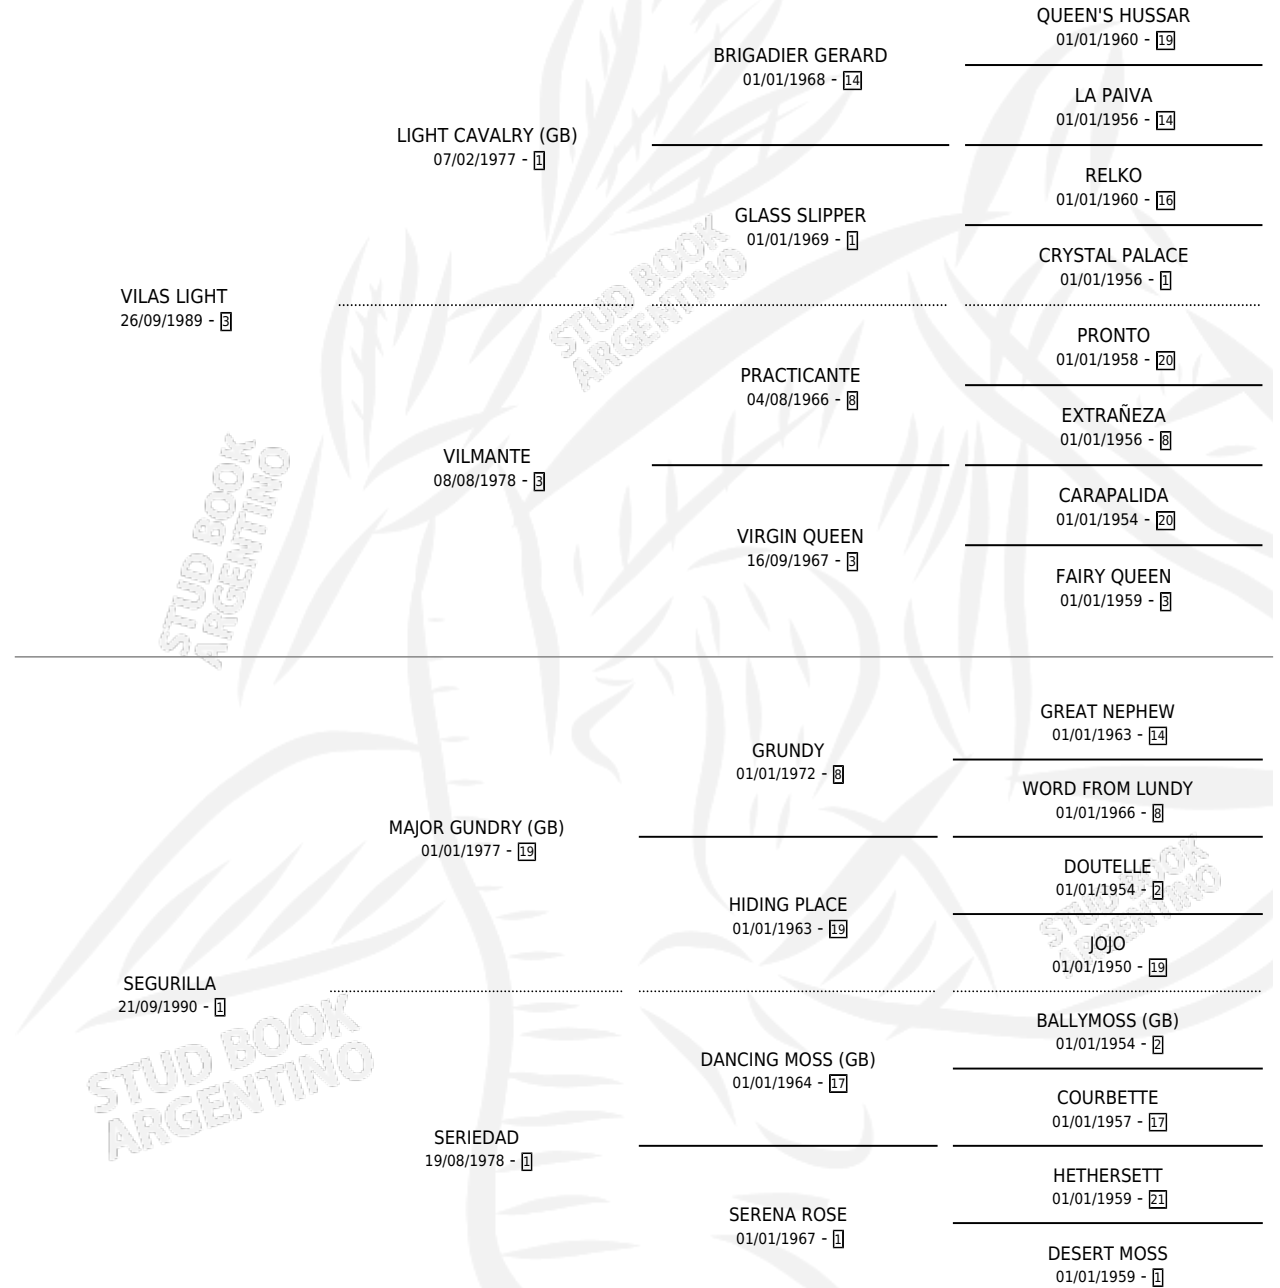 QUEEN'S HUSSAR
01/01/1960 - 19
BRIGADIER GERARD
01/01/1968 - 14
LA PAIVA
01/01/1956 - 14
LIGHT CAVALRY (GB)
07/02/1977 - 1
RELKO
01/01/1960 - 16
GLASS SLIPPER
01/01/1969 - 1
CRYSTAL PALACE
01/01/1956 - 1
VILAS LIGHT
26/09/1989 - 3
STUD BOOK
ARGENTINO
PRONTO
01/01/1958 - 20
PRACTICANTE
04/08/1966 - 8
EXTRAÑEZA
01/01/1956 - 8
VILMANTE
08/08/1978 - 3
CARAPALIDA
01/01/1954 - 20
VIRGIN QUEEN
16/09/1967 - 3
FAIRY QUEEN
01/01/1959 - 3
STUD BOOK
ARGENTINO
GREAT NEPHEW
01/01/1963 - 14
GRUNDY
01/01/1972 - 8
WORD FROM LUNDY
01/01/1966 - 8
MAJOR GUNDRY (GB)
01/01/1977 - 19
DOUTELLE
01/01/1954 - 2
HIDING PLACE
01/01/1963 - 19
JOJO
01/01/1950 - 19
STUD BOOK
ARGENTINO
SEGURILLA
21/09/1990 - 1
BALLYMOSS (GB)
01/01/1954 - 2
DANCING MOSS (GB)
01/01/1964 - 17
COURBETTE
01/01/1957 - 17
STUD BOOK
ARGENTINO
SERIEDAD
19/08/1978 - 1
HETHERSETT
01/01/1959 - 21
SERENA ROSE
01/01/1967 - 1
DESERT MOSS
01/01/1959 - 1